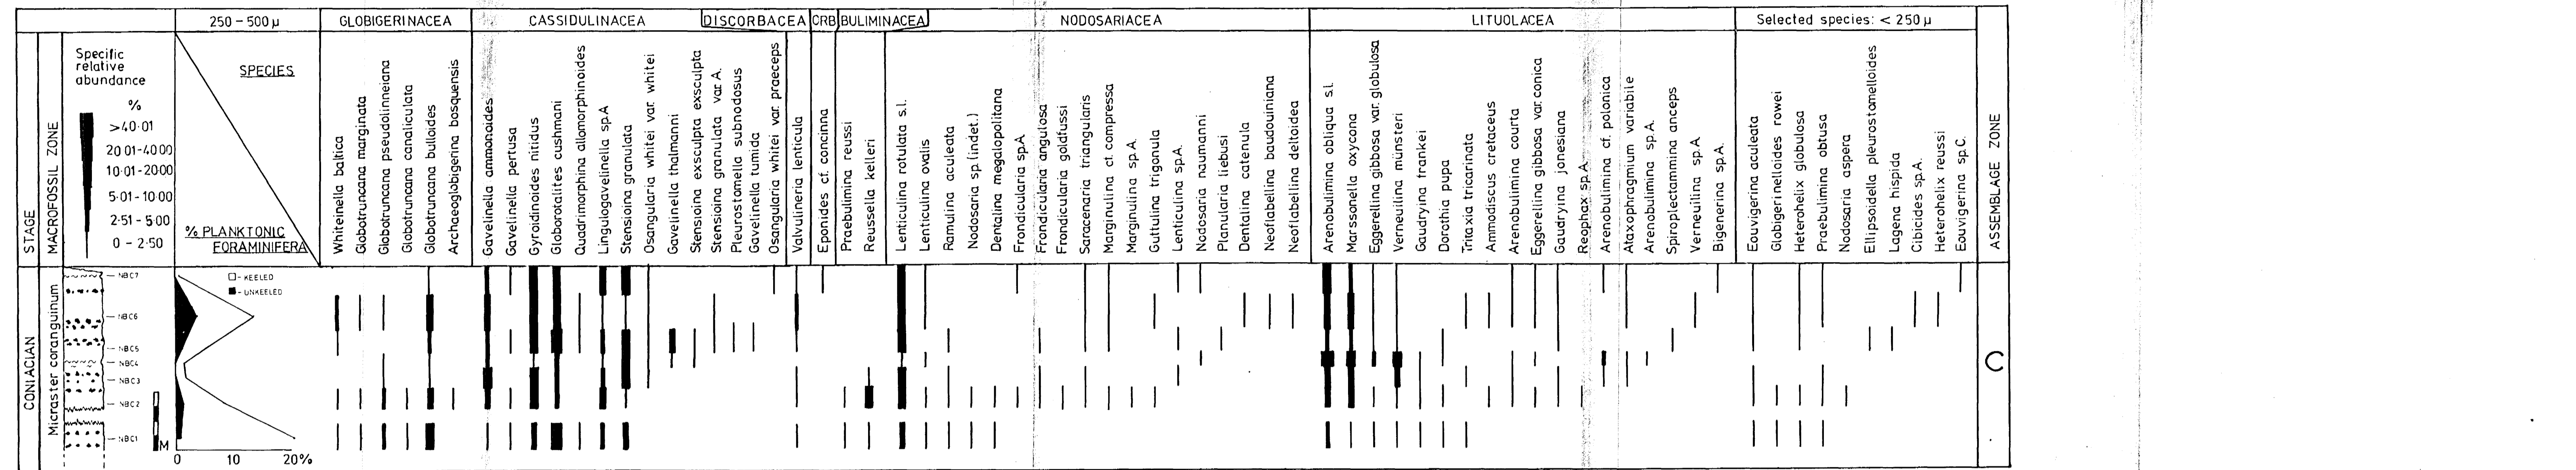 250-500µ
GLOBIGERINACEA
CASSIDULINACEA
DISCORBACEA
CRB
BULIMINACEA
NODOSARIACEA
LITUOLACEA
Selected species: < 250 µ
STAGE
MACROFOSSIL ZONE
Specific
relative
abundance
%
>40·01
20 01-40 00
10·01-20·00
5·01-10·00
2·51-5·00
0-2·50
SPECIES
% PLANKTONIC
FORAMINIFERA
Whiteinella baltica
Globotruncana marginata
Globotruncana pseudolinneiana
Globotruncana canaliculata
Globotruncana bulloides
Archaeoglobigerina bosquensis
Gavelinella ammonoides
Gavelinella pertusa
Gyroidinoides nitidus
Globorotalites cushmani
Quadrimorphina allomorphinoides
Lingulogavelinella sp.A
Stensioina granulata
Osangularia whitei var. whitei
Gavelinella thalmanni
Stensioina exsculpta exsculpta
Stensioina granulata var A.
Pleurostomella subnodosus
Gavelinella tumida
Osangularia whitei var. praeceps
Valvulineria lenticula
Eponides cf. concinna
Praebulimina reussi
Reussella kelleri
Lenticulina rotulata s.l.
Lenticulina ovalis
Ramulina aculeata
Nodosaria sp (indet.)
Dentalina megalopolitana
Frondicularia sp.A
Frondicularia angulosa
Frondicularia goldfussi
Saracenaria triangularis
Marginulina cf. compressa
Marginulina sp.A.
Guttulina trigonula
Lenticulina sp.A.
Nodosaria naumanni
Planularia liebusi
Dentalina catenula
Neoflabellina baudouiniana
Neoflabellina deltoidea
Arenobulimina obliqua s.l.
Marssonella oxycona
Eggerellina gibbosa var. globulosa
Verneuilina münsteri
Gaudryina frankei
Dorothia pupa
Tritaxia tricarinata
Ammodiscus cretaceus
Arenobulimina courta
Eggerellina gibbosa var. conica
Gaudryina jonesiana
Reophax sp.A.
Arenobulimina cf. polonica
Ataxophragmium variabile
Arenobulimina sp.A.
Spiroplectammina anceps
Verneuilina sp.A
Bigenerina sp.A.
Eouvigerina aculeata
Globigerinelloides rowei
Heterohelix globulosa
Praebulimina obtusa
Nodosaria aspera
Ellipsoidella pleurostomelloides
Lagena hispida
Cibicides sp.A.
Heterohelix reussi
Eouvigerina sp.C.
ASSEMBLAGE ZONE
CONIACIAN
Micraster coranguinum
NBC7
NBC6
NBC5
NBC4
NBC3
NBC2
NBC1
M
- KEELED
- UNKEELED
0 10 20%
C